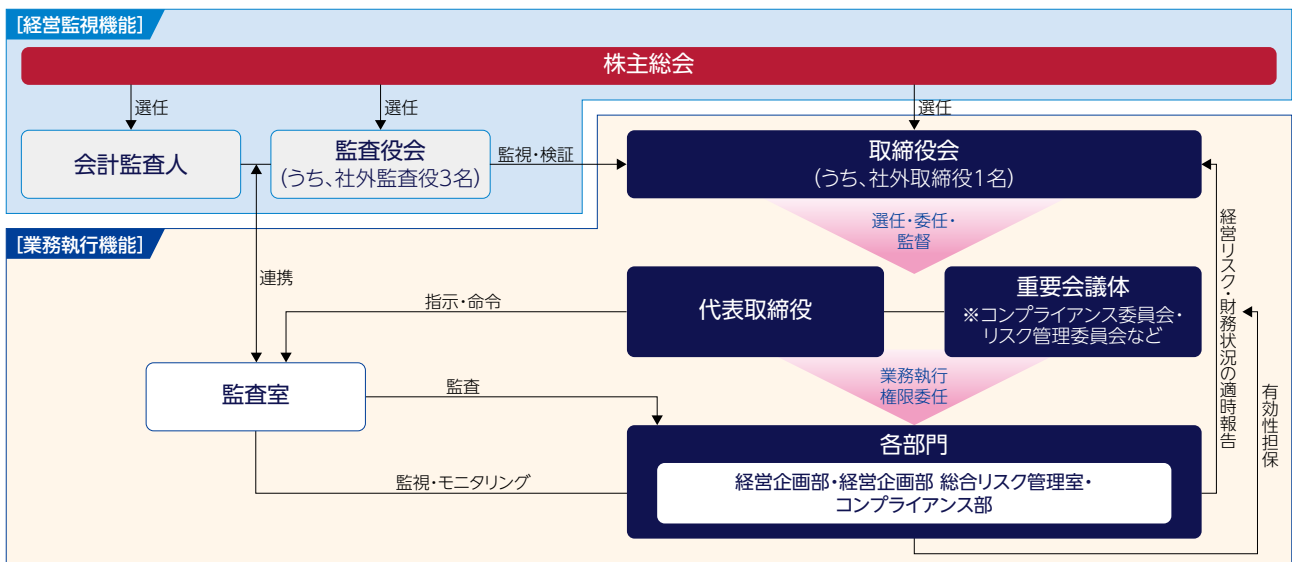 [経営監視機能]
株主総会
選任
選任
選任
会計監査人
監査役会
(うち、社外監査役3名)
監視・検証
取締役会
(うち、社外取締役1名)
選任・委任・
監督
[業務執行機能]
連携
指示・命令
代表取締役
重要会議体
※コンプライアンス委員会・
リスク管理委員会など
経営リスク・財務状況の適時報告
監査室
監査
業務執行
権限委任
有効性担保
各部門
監視・モニタリング
経営企画部・経営企画部 総合リスク管理室・
コンプライアンス部